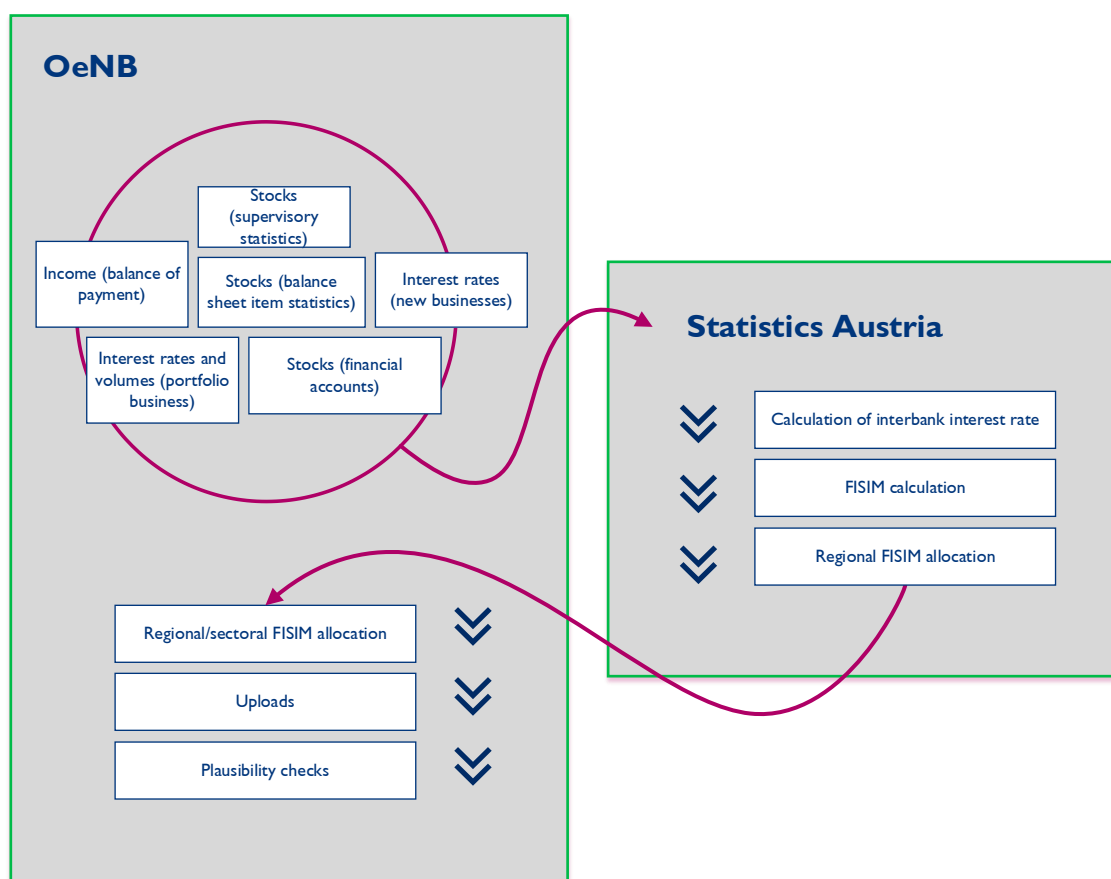 OeNB
Stocks
(supervisory
statistics)
Income (balance of
payment)
Stocks (balance
sheet item statistics)
Interest rates
(new businesses)
Interest rates and
volumes (portfolio
business)
Stocks (financial
accounts)
Statistics Austria
Calculation of interbank interest rate
FISIM calculation
Regional FISIM allocation
Regional/sectoral FISIM allocation
Uploads
Plausibility checks